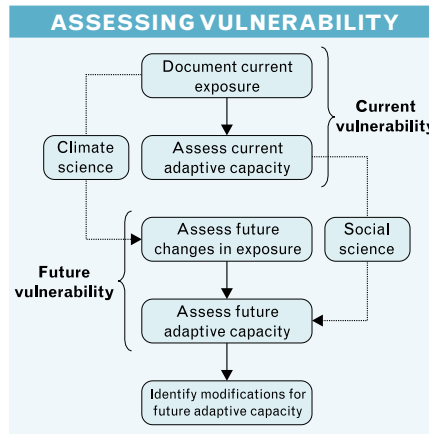 ASSESSING VULNERABILITY
Document current
exposure
Current
vulnerability
Climate
science
Assess current
adaptive capacity
Assess future
changes in exposure
Social
science
Future
vulnerability
Assess future
adaptive capacity
Identify modifications for
future adaptive capacity